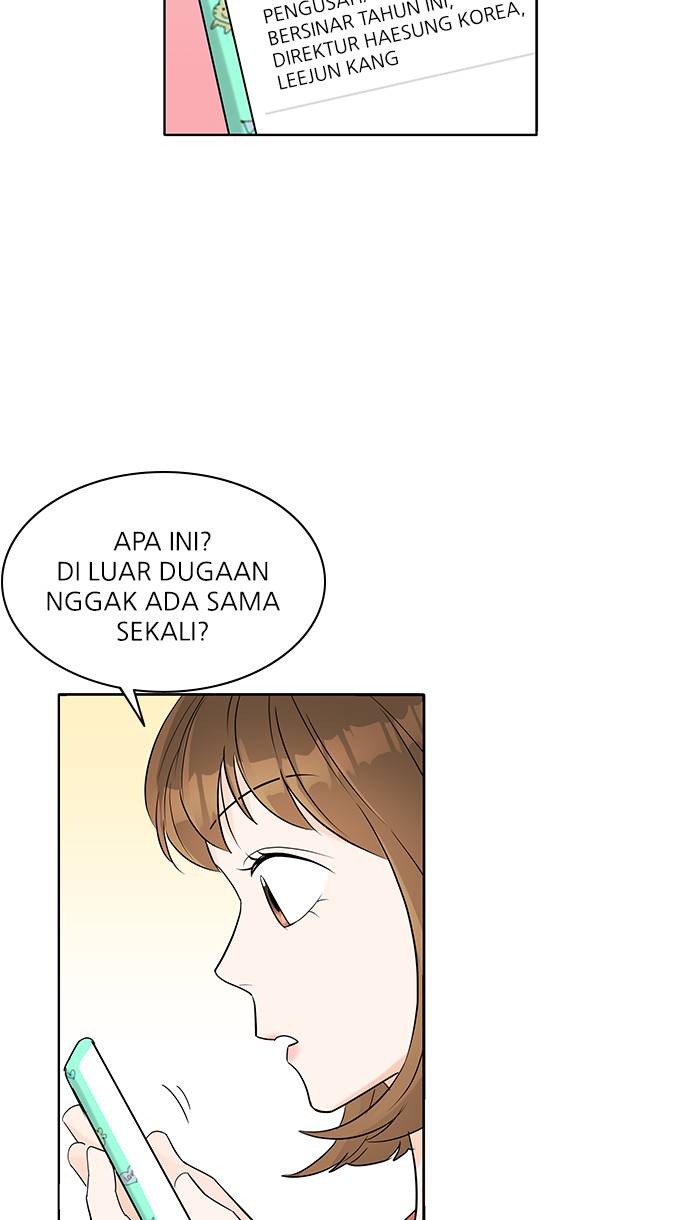 BERSINAR TAHUN INI,
DIREKTUR HAESUNG KOREA,
LEEJUN KANG
APA INI?
DI LUAR DUGAAN
NGGAK ADA SAMA
SEKALI?